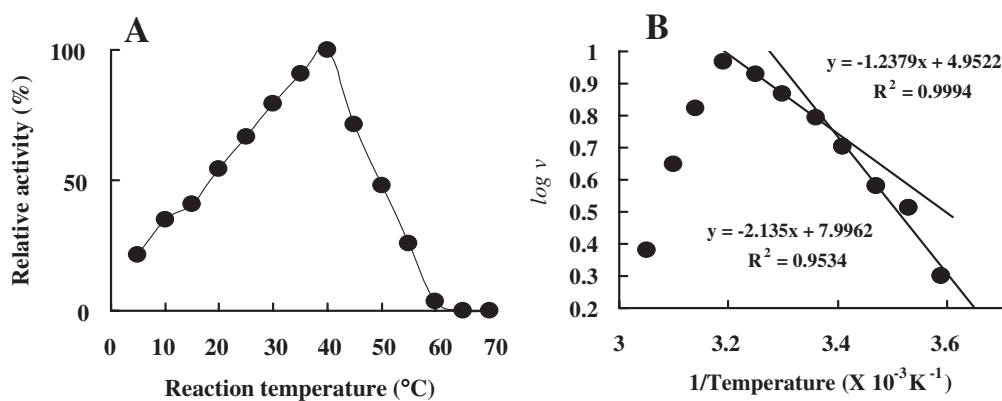 A
Relative activity (%)
100
50
0
0 10 20 30 40 50 60 70
Reaction temperature (°C)
B
log v
1
0.9
0.8
0.7
0.6
0.5
0.4
0.3
0.2
y = -1.2379x + 4.9522
R² = 0.9994
y = -2.135x + 7.9962
R² = 0.9534
3 3.2 3.4 3.6
1/Temperature (X 10⁻³K⁻¹)